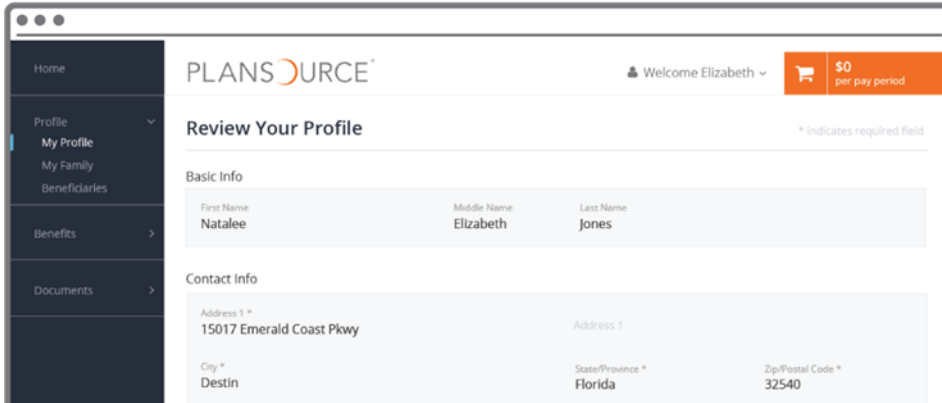 Home
PLANSOURCE
Welcome Elizabeth
$0
per pay period
Profile
My Profile
My Family
Beneficiaries
Benefits
Documents
Review Your Profile
* indicates required field
Basic Info
First Name Middle Name Last Name
Natalee Elizabeth Jones
Contact Info
Address 1 *
15017 Emerald Coast Pkwy
Address 1
City * State/Province * Zip/Postal Code *
Destin Florida 32540